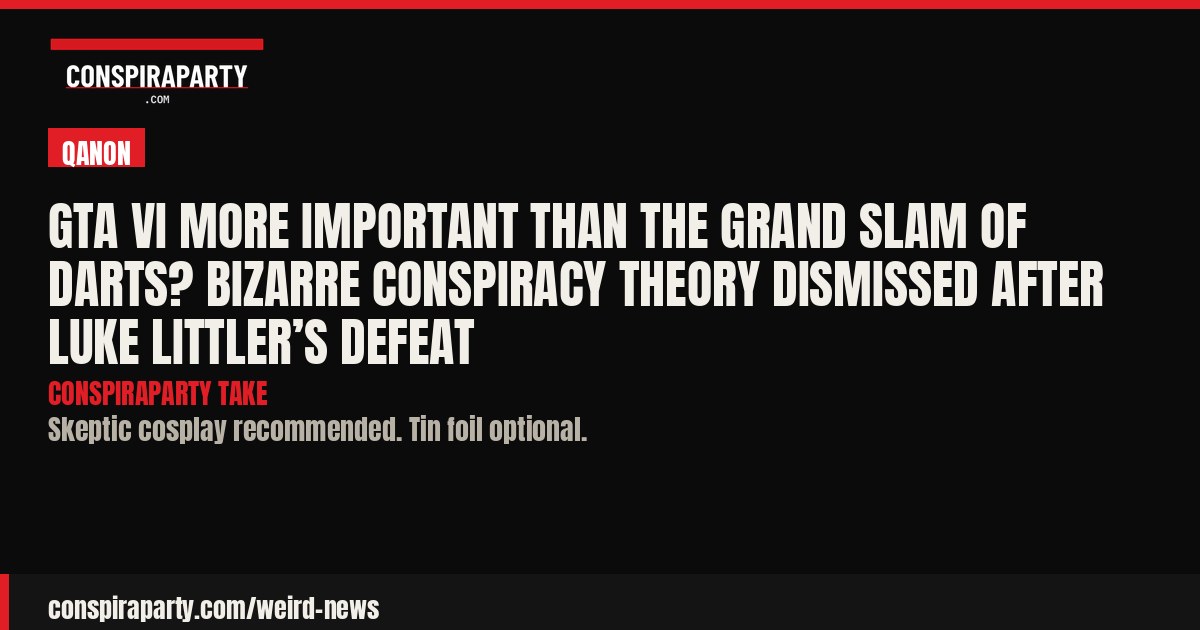 CONSPIRAPARTY
.COM
QANON
GTA VI MORE IMPORTANT THAN THE GRAND SLAM OF
DARTS? BIZARRE CONSPIRACY THEORY DISMISSED AFTER
LUKE LITTLER’S DEFEAT
CONSPIRAPARTY TAKE
Skeptic cosplay recommended. Tin foil optional.
conspiraparty.com/weird-news